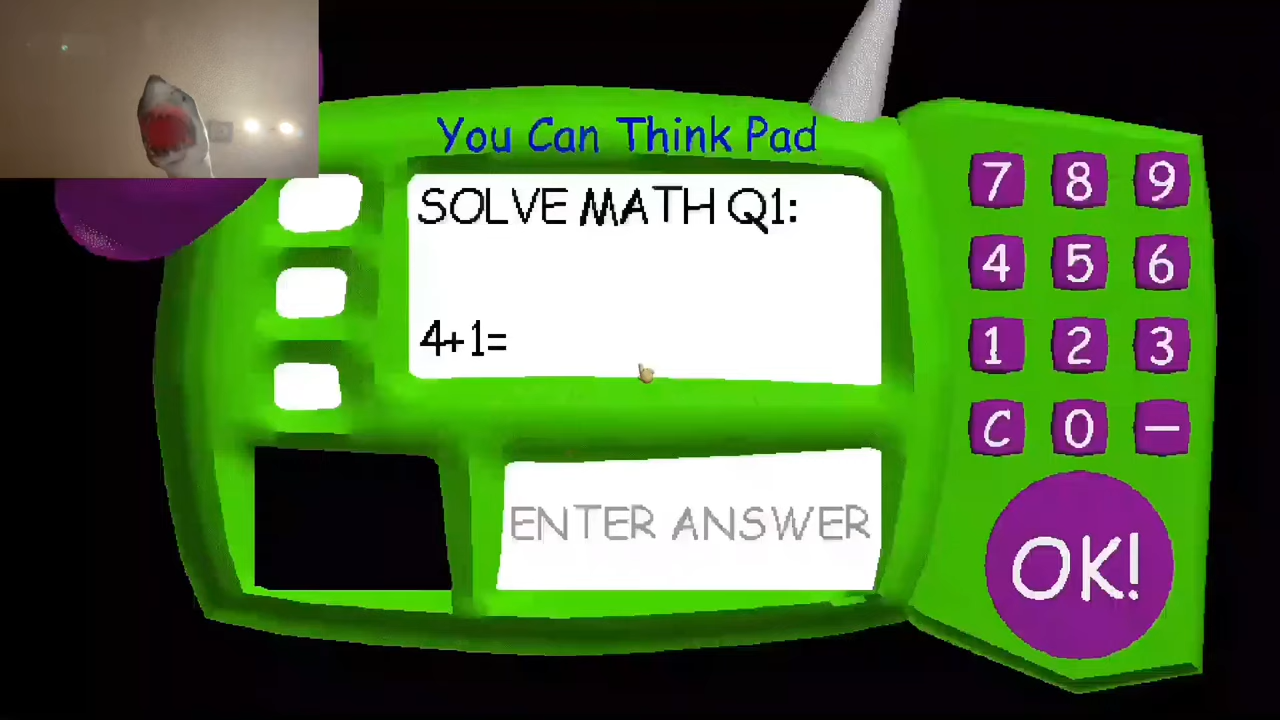 You Can Think Pad
SOLVE MATH Q1:
4+1=
ENTER ANSWER
7 8 9
4 5 6
1 2 3
C 0 —
OK!